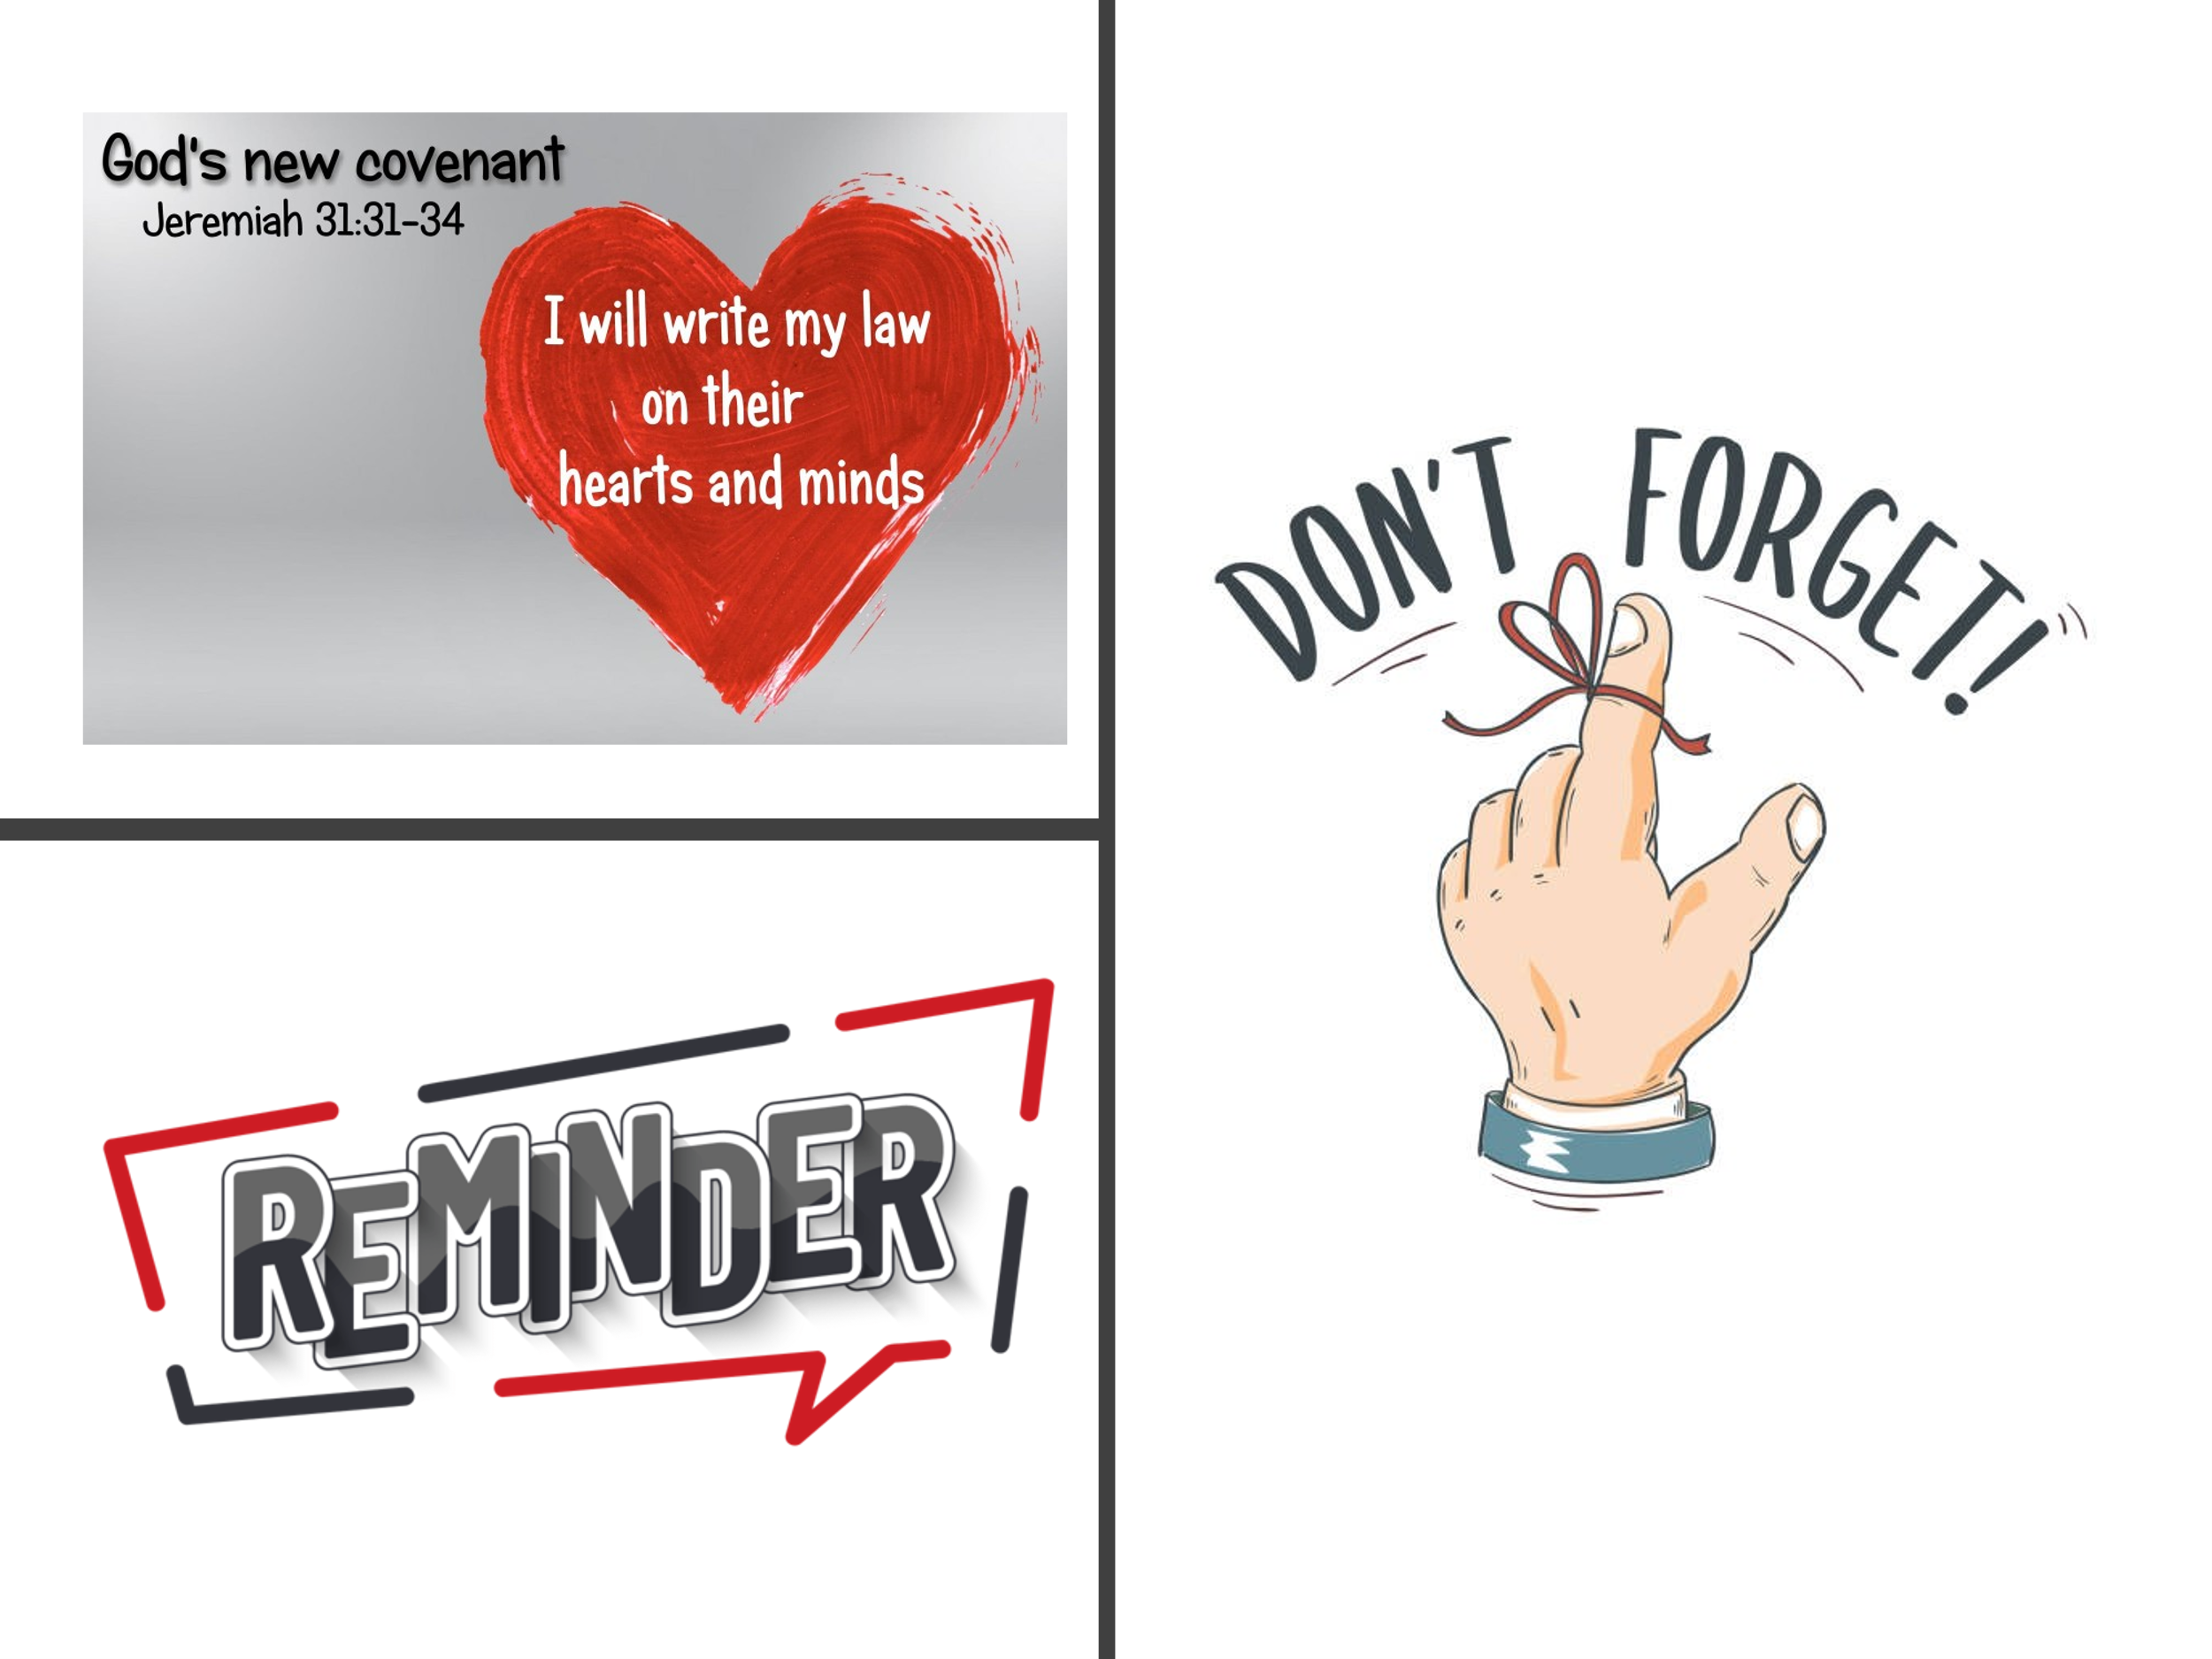 God's new covenant
Jeremiah 31:31-34
I will write my law
on their
hearts and minds
REMINDER
DON'T FORGET!